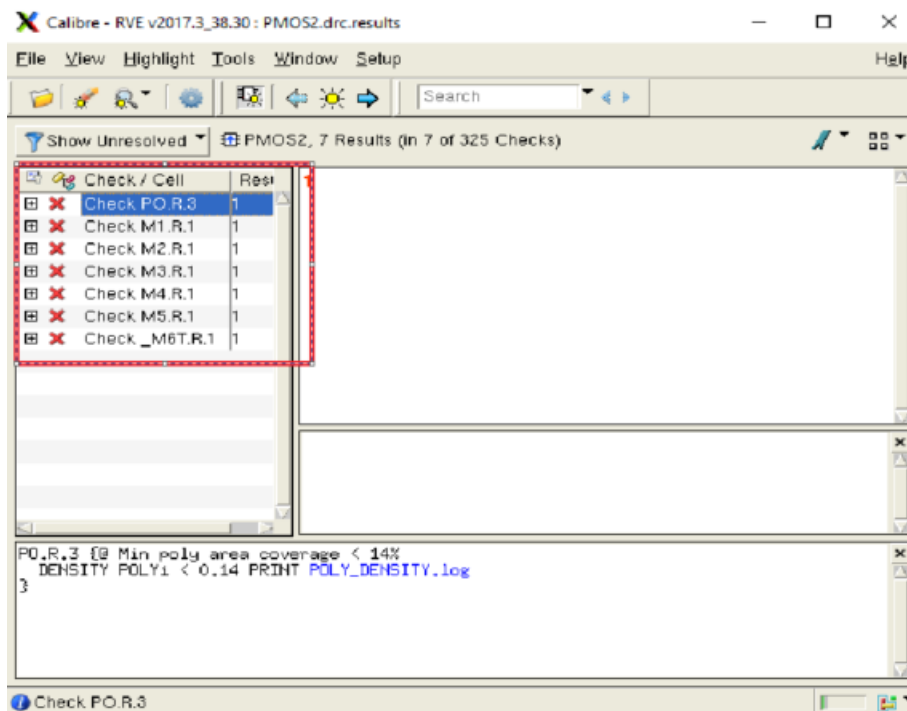 Calibre - RVE v2017.3_38.30 : PMOS2.drc.results
File View Highlight Tools Window Setup Help
Search
Show Unresolved PMOS2, 7 Results (in 7 of 325 Checks)
Check / Cell Resu
Check PO.R.3 1
Check M1.R.1 1
Check M2.R.1 1
Check M3.R.1 1
Check M4.R.1 1
Check M5.R.1 1
Check _M6T.R.1 1
PO.R.3 {@ Min poly area coverage < 14%
DENSITY POLYi < 0.14 PRINT POLY_DENSITY.log
}
Check PO.R.3